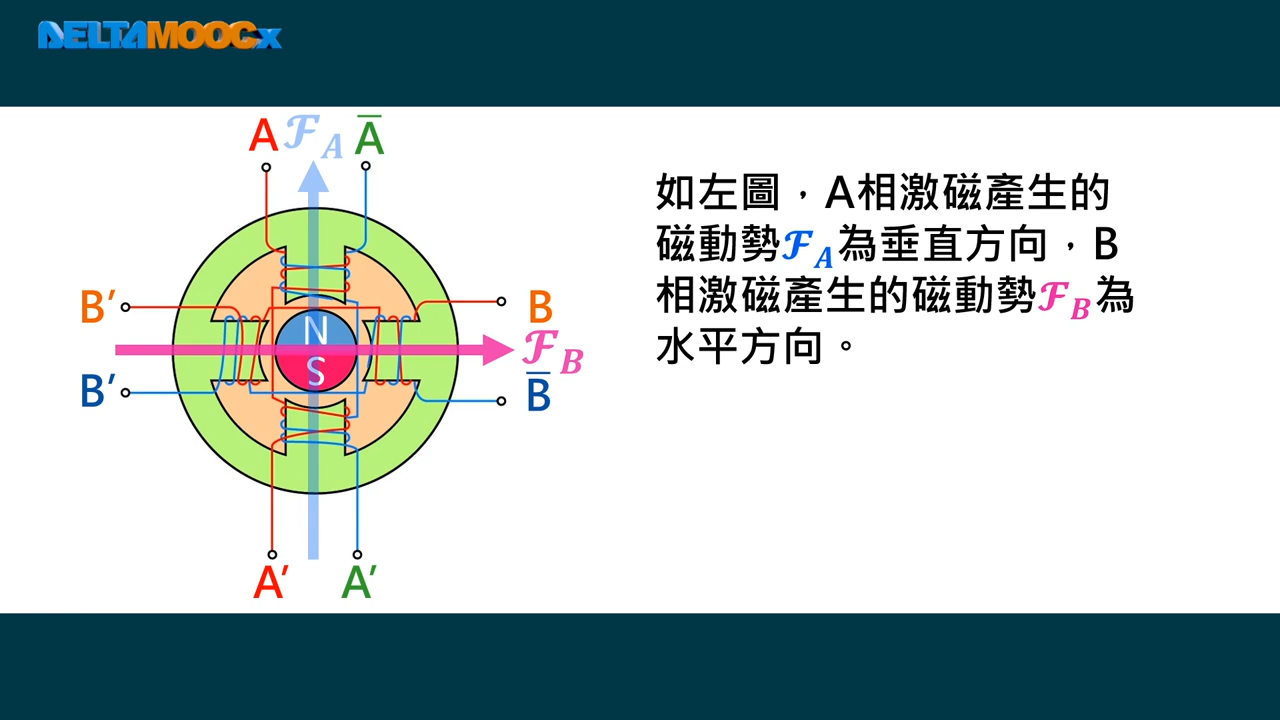 DELTAMOOCx
A ℱA A̅
B′
B
ℱB
B′
B̅
N
S
A′ A′
如左圖，A相激磁產生的
磁動勢ℱA為垂直方向，B
相激磁產生的磁動勢ℱB為
水平方向。